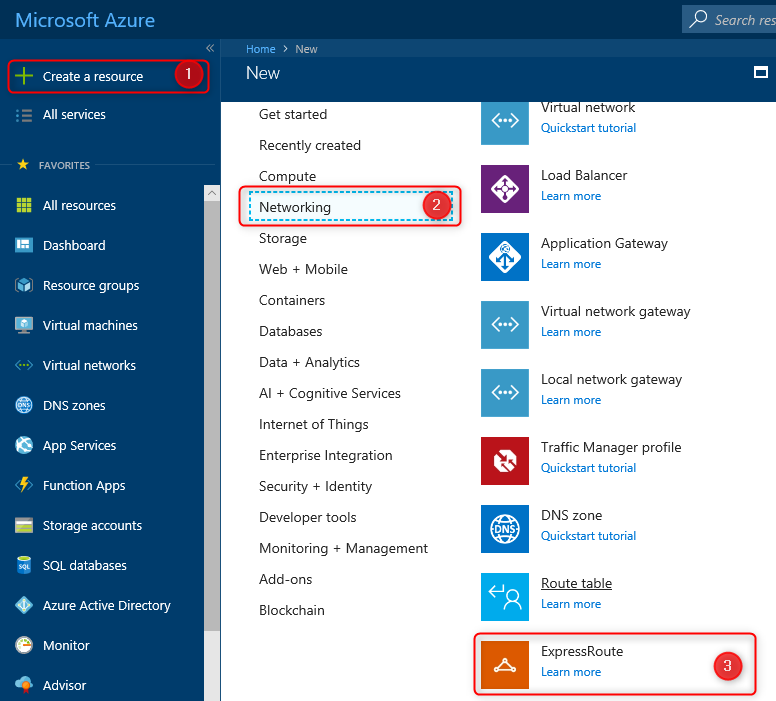 Microsoft Azure
Search res
«
Home > New
New
Create a resource
1
All services
FAVORITES
All resources
Dashboard
Resource groups
Virtual machines
Virtual networks
DNS zones
App Services
Function Apps
Storage accounts
SQL databases
Azure Active Directory
Monitor
Advisor
Get started
Recently created
Compute
Networking
2
Storage
Web + Mobile
Containers
Databases
Data + Analytics
AI + Cognitive Services
Internet of Things
Enterprise Integration
Security + Identity
Developer tools
Monitoring + Management
Add-ons
Blockchain
Virtual network
Quickstart tutorial
Load Balancer
Learn more
Application Gateway
Learn more
Virtual network gateway
Learn more
Local network gateway
Learn more
Traffic Manager profile
Quickstart tutorial
DNS
DNS zone
Quickstart tutorial
Route table
Learn more
ExpressRoute
Learn more
3